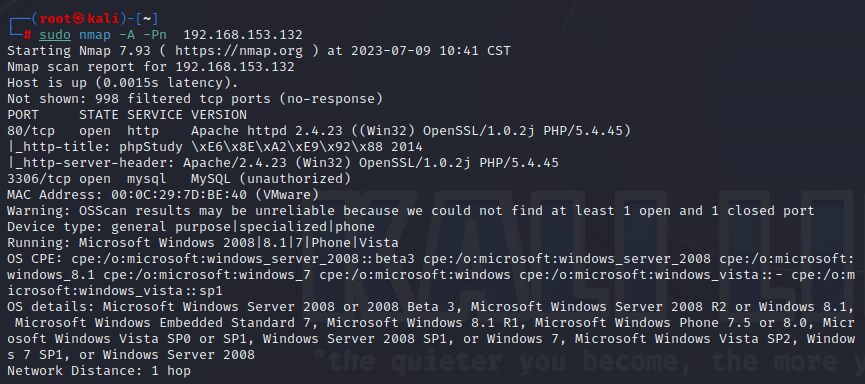 ┌──(root㉿kali)-[~]
└─# sudo nmap -A -Pn  192.168.153.132
Starting Nmap 7.93 ( https://nmap.org ) at 2023-07-09 10:41 CST
Nmap scan report for 192.168.153.132
Host is up (0.0015s latency).
Not shown: 998 filtered tcp ports (no-response)
PORT     STATE SERVICE VERSION
80/tcp   open  http    Apache httpd 2.4.23 ((Win32) OpenSSL/1.0.2j PHP/5.4.45)
|_http-title: phpStudy \xE6\x8E\xA2\xE9\x92\x88 2014
|_http-server-header: Apache/2.4.23 (Win32) OpenSSL/1.0.2j PHP/5.4.45
3306/tcp open  mysql   MySQL (unauthorized)
MAC Address: 00:0C:29:7D:BE:40 (VMware)
Warning: OSScan results may be unreliable because we could not find at least 1 open and 1 closed port
Device type: general purpose|specialized|phone
Running: Microsoft Windows 2008|8.1|7|Phone|Vista
OS CPE: cpe:/o:microsoft:windows_server_2008::beta3 cpe:/o:microsoft:windows_server_2008 cpe:/o:microsoft:
windows_8.1 cpe:/o:microsoft:windows_7 cpe:/o:microsoft:windows cpe:/o:microsoft:windows_vista::- cpe:/o:m
icrosoft:windows_vista::sp1
OS details: Microsoft Windows Server 2008 or 2008 Beta 3, Microsoft Windows Server 2008 R2 or Windows 8.1,
 Microsoft Windows Embedded Standard 7, Microsoft Windows 8.1 R1, Microsoft Windows Phone 7.5 or 8.0, Micr
osoft Windows Vista SP0 or SP1, Windows Server 2008 SP1, or Windows 7, Microsoft Windows Vista SP2, Window
s 7 SP1, or Windows Server 2008
Network Distance: 1 hop
KALI
"the quieter you become, the more y